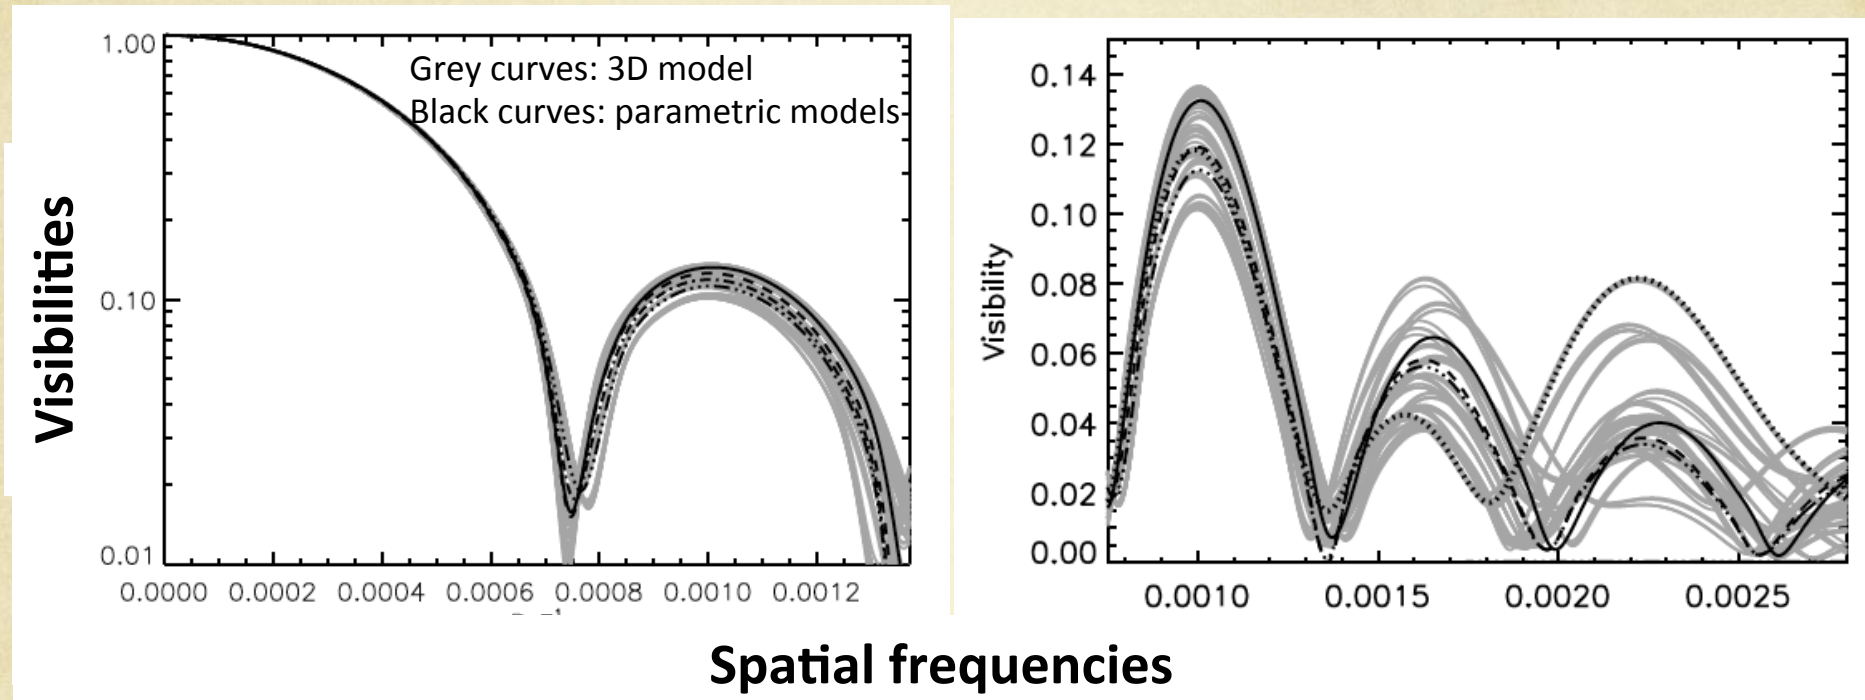 Visibilities
1.00
0.10
0.01
Grey curves: 3D model
Black curves: parametric models
0.0000 0.0002 0.0004 0.0006 0.0008 0.0010 0.0012
Visibility
0.14
0.12
0.10
0.08
0.06
0.04
0.02
0.00
0.0010 0.0015 0.0020 0.0025
Spatial frequencies